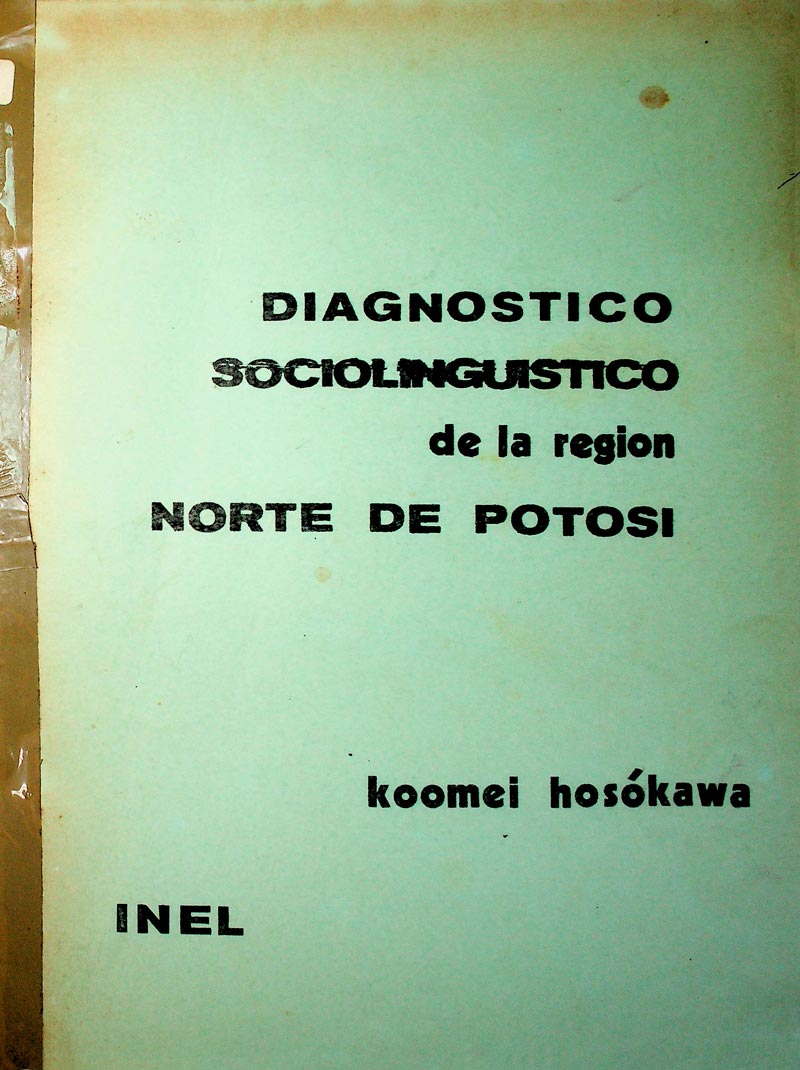 DIAGNOSTICO
SOCIOLINGUISTICO
de la region
NORTE DE POTOSI
koomei hosókawa
INEL